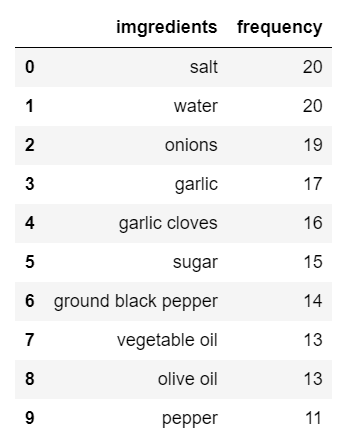 imgredients frequency
0 salt 20
1 water 20
2 onions 19
3 garlic 17
4 garlic cloves 16
5 sugar 15
6 ground black pepper 14
7 vegetable oil 13
8 olive oil 13
9 pepper 11